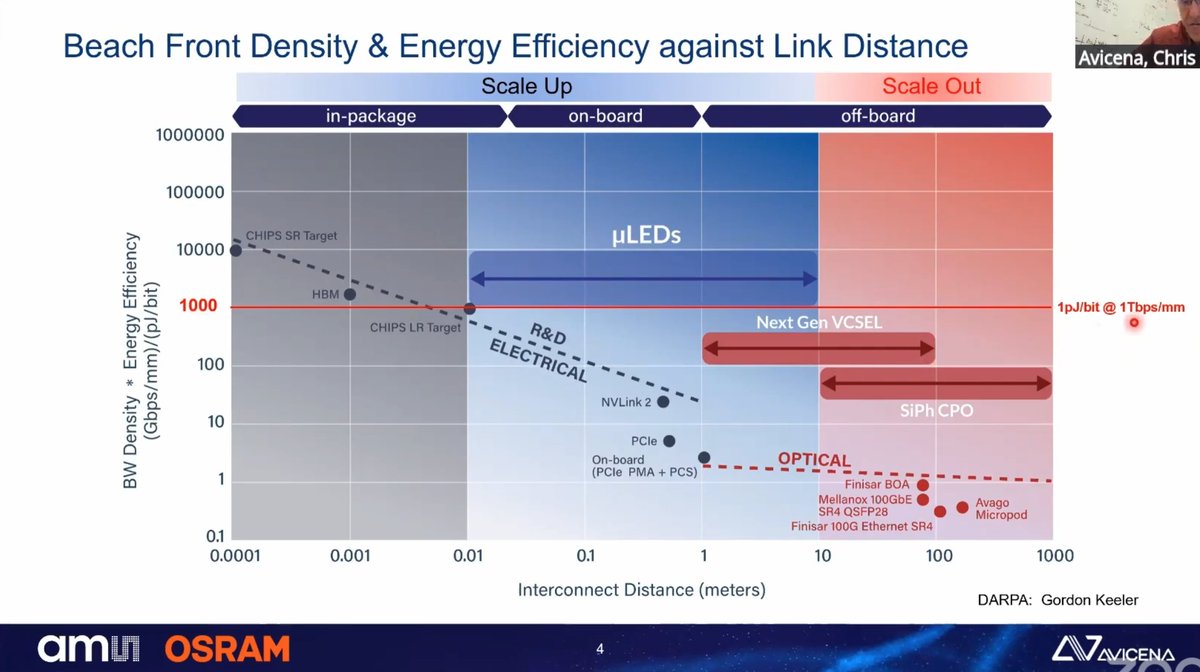 Beach Front Density & Energy Efficiency against Link Distance
Avicena, Chris
Scale Up
Scale Out
in-package
on-board
off-board
BW Density * Energy Efficiency
(Gbps/mm)/(pJ/bit)
1000000
100000
10000
1000
100
10
1
0.1
CHIPS SR Target
HBM
CHIPS LR Target
µLEDs
1pJ/bit @ 1Tbps/mm
R&D
ELECTRICAL
Next Gen VCSEL
SiPh CPO
NVLink 2
PCIe
On-board
(PCIe PMA + PCS)
OPTICAL
Finisar BOA
Mellanox 100GbE
SR4 QSFP28
Finisar 100G Ethernet SR4
Avago
Micropod
0.0001
0.001
0.01
0.1
1
10
100
1000
Interconnect Distance (meters)
DARPA: Gordon Keeler
am
OSRAM
4
AVICENA